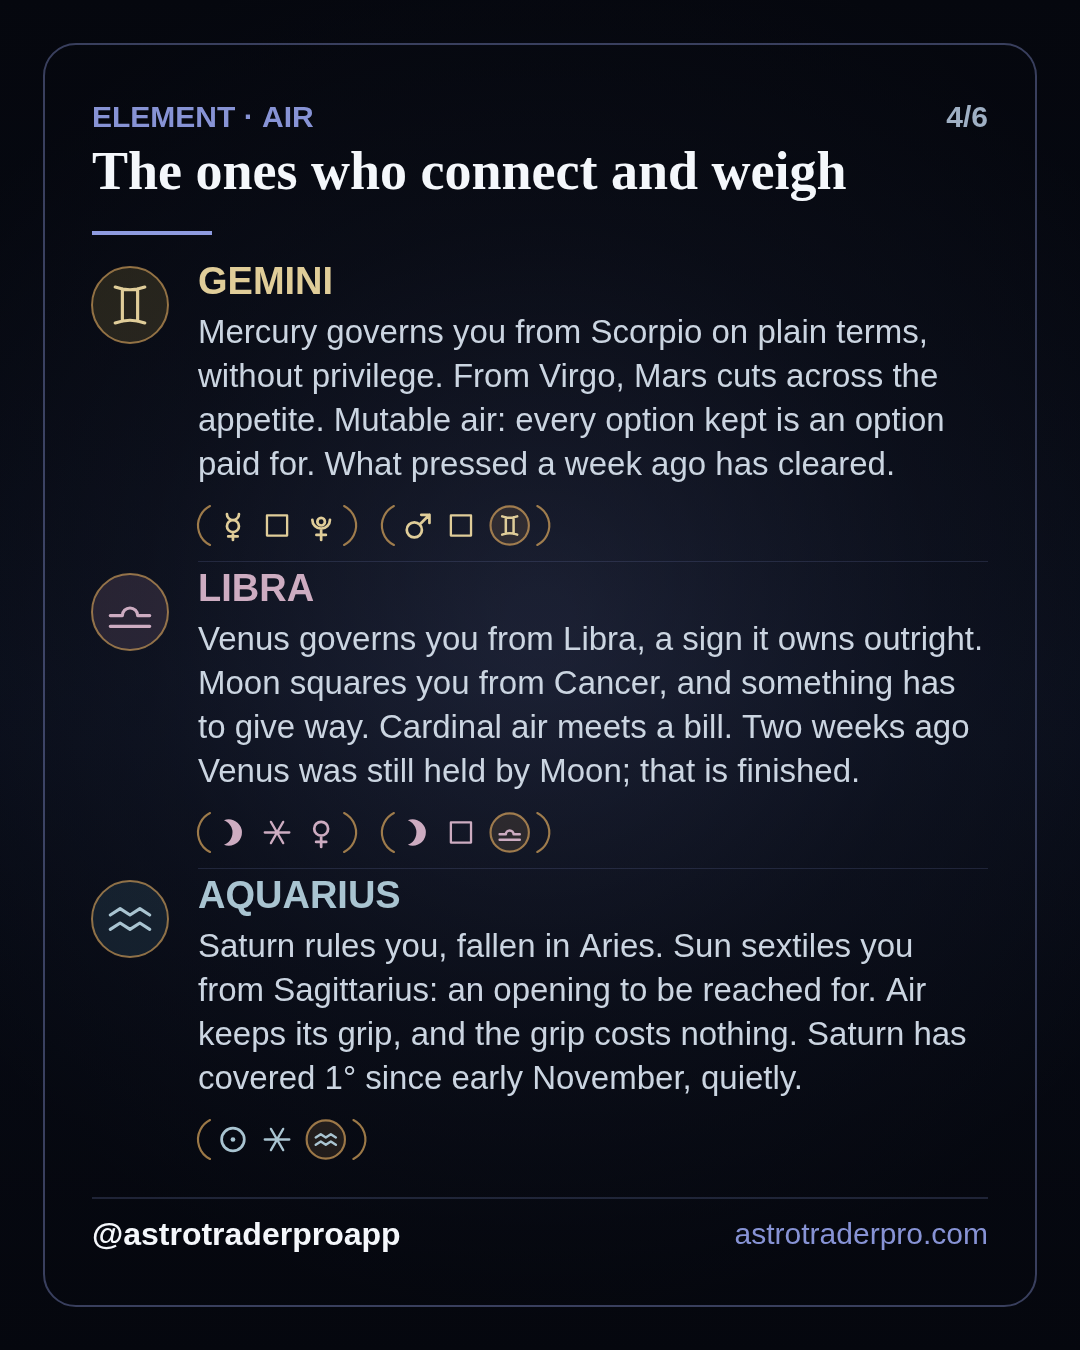 ELEMENT · AIR
4/6
The ones who connect and weigh
GEMINI
Mercury governs you from Scorpio on plain terms,
without privilege. From Virgo, Mars cuts across the
appetite. Mutable air: every option kept is an option
paid for. What pressed a week ago has cleared.
LIBRA
Venus governs you from Libra, a sign it owns outright.
Moon squares you from Cancer, and something has
to give way. Cardinal air meets a bill. Two weeks ago
Venus was still held by Moon; that is finished.
AQUARIUS
Saturn rules you, fallen in Aries. Sun sextiles you
from Sagittarius: an opening to be reached for. Air
keeps its grip, and the grip costs nothing. Saturn has
covered 1° since early November, quietly.
@astrotraderproapp
astrotraderpro.com